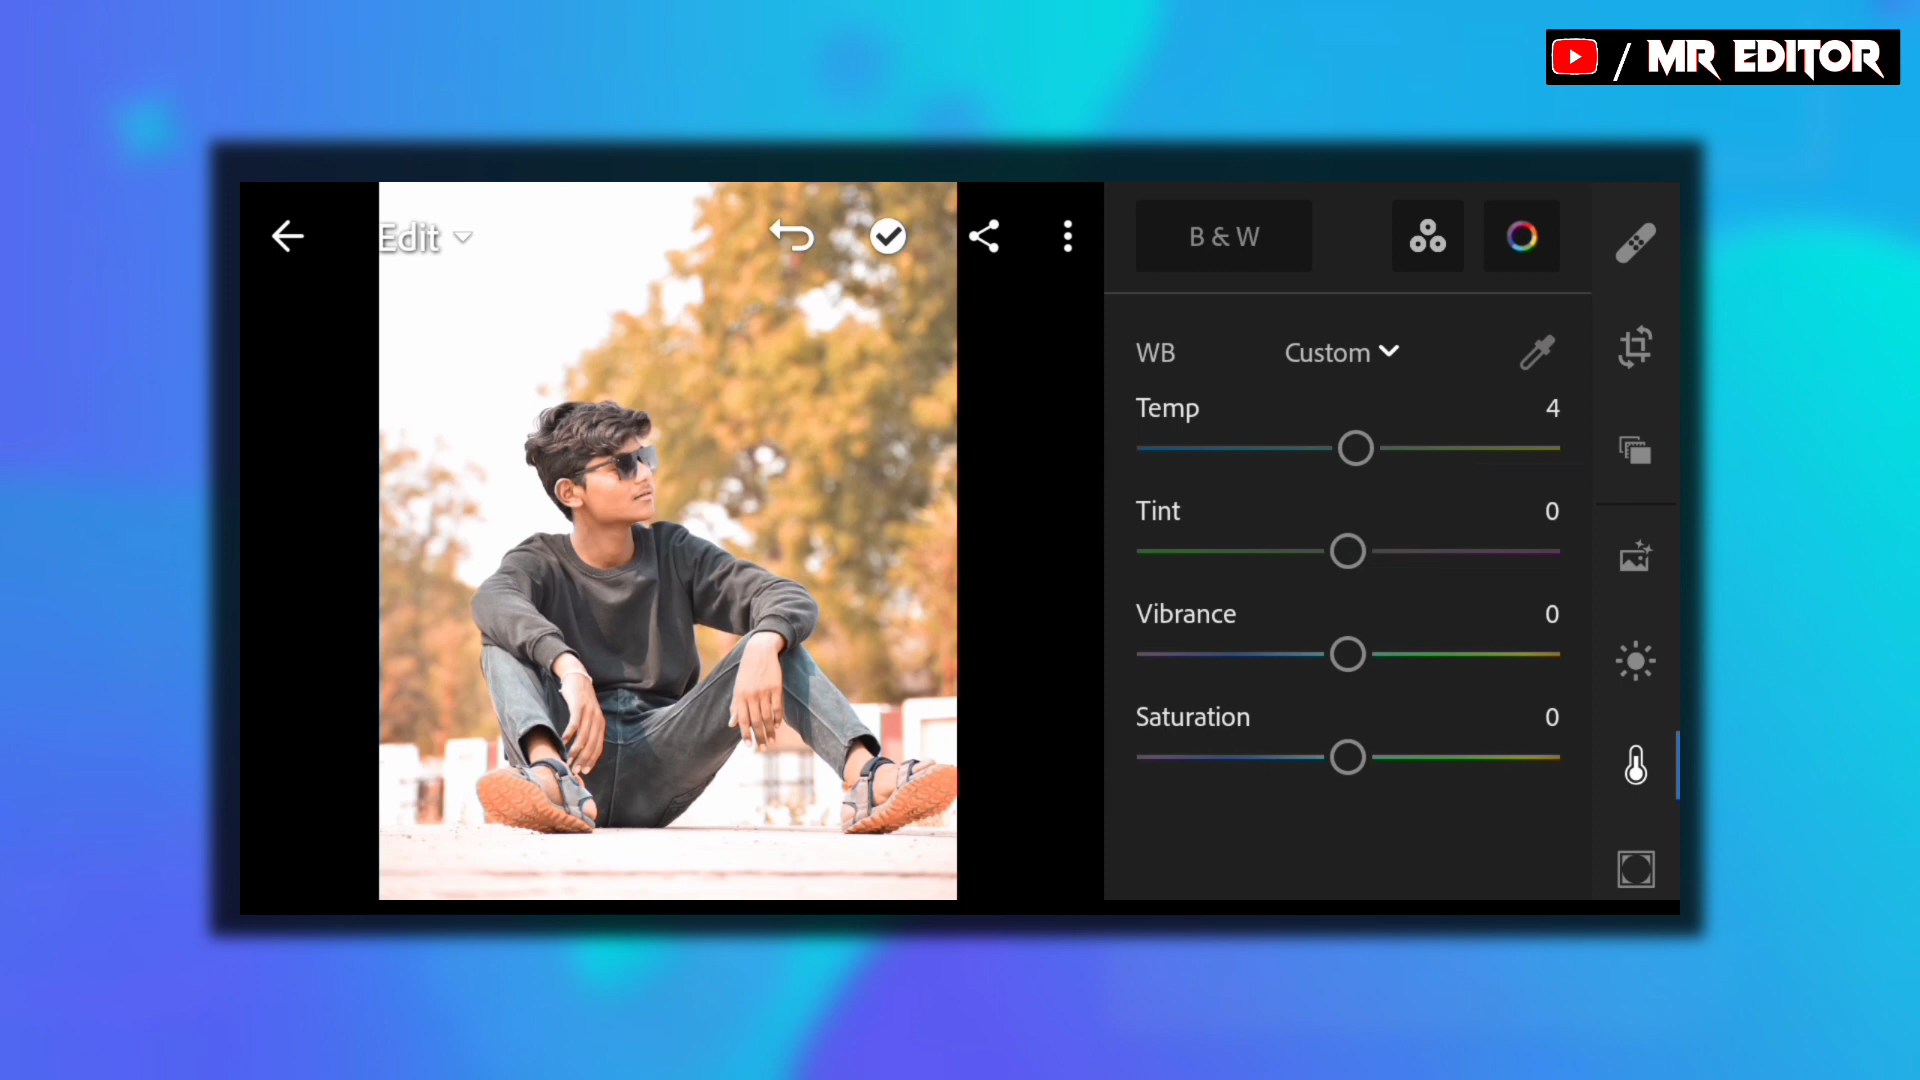 / MR EDITOR
Edit
B & W
WB Custom
Temp 4
Tint 0
Vibrance 0
Saturation 0